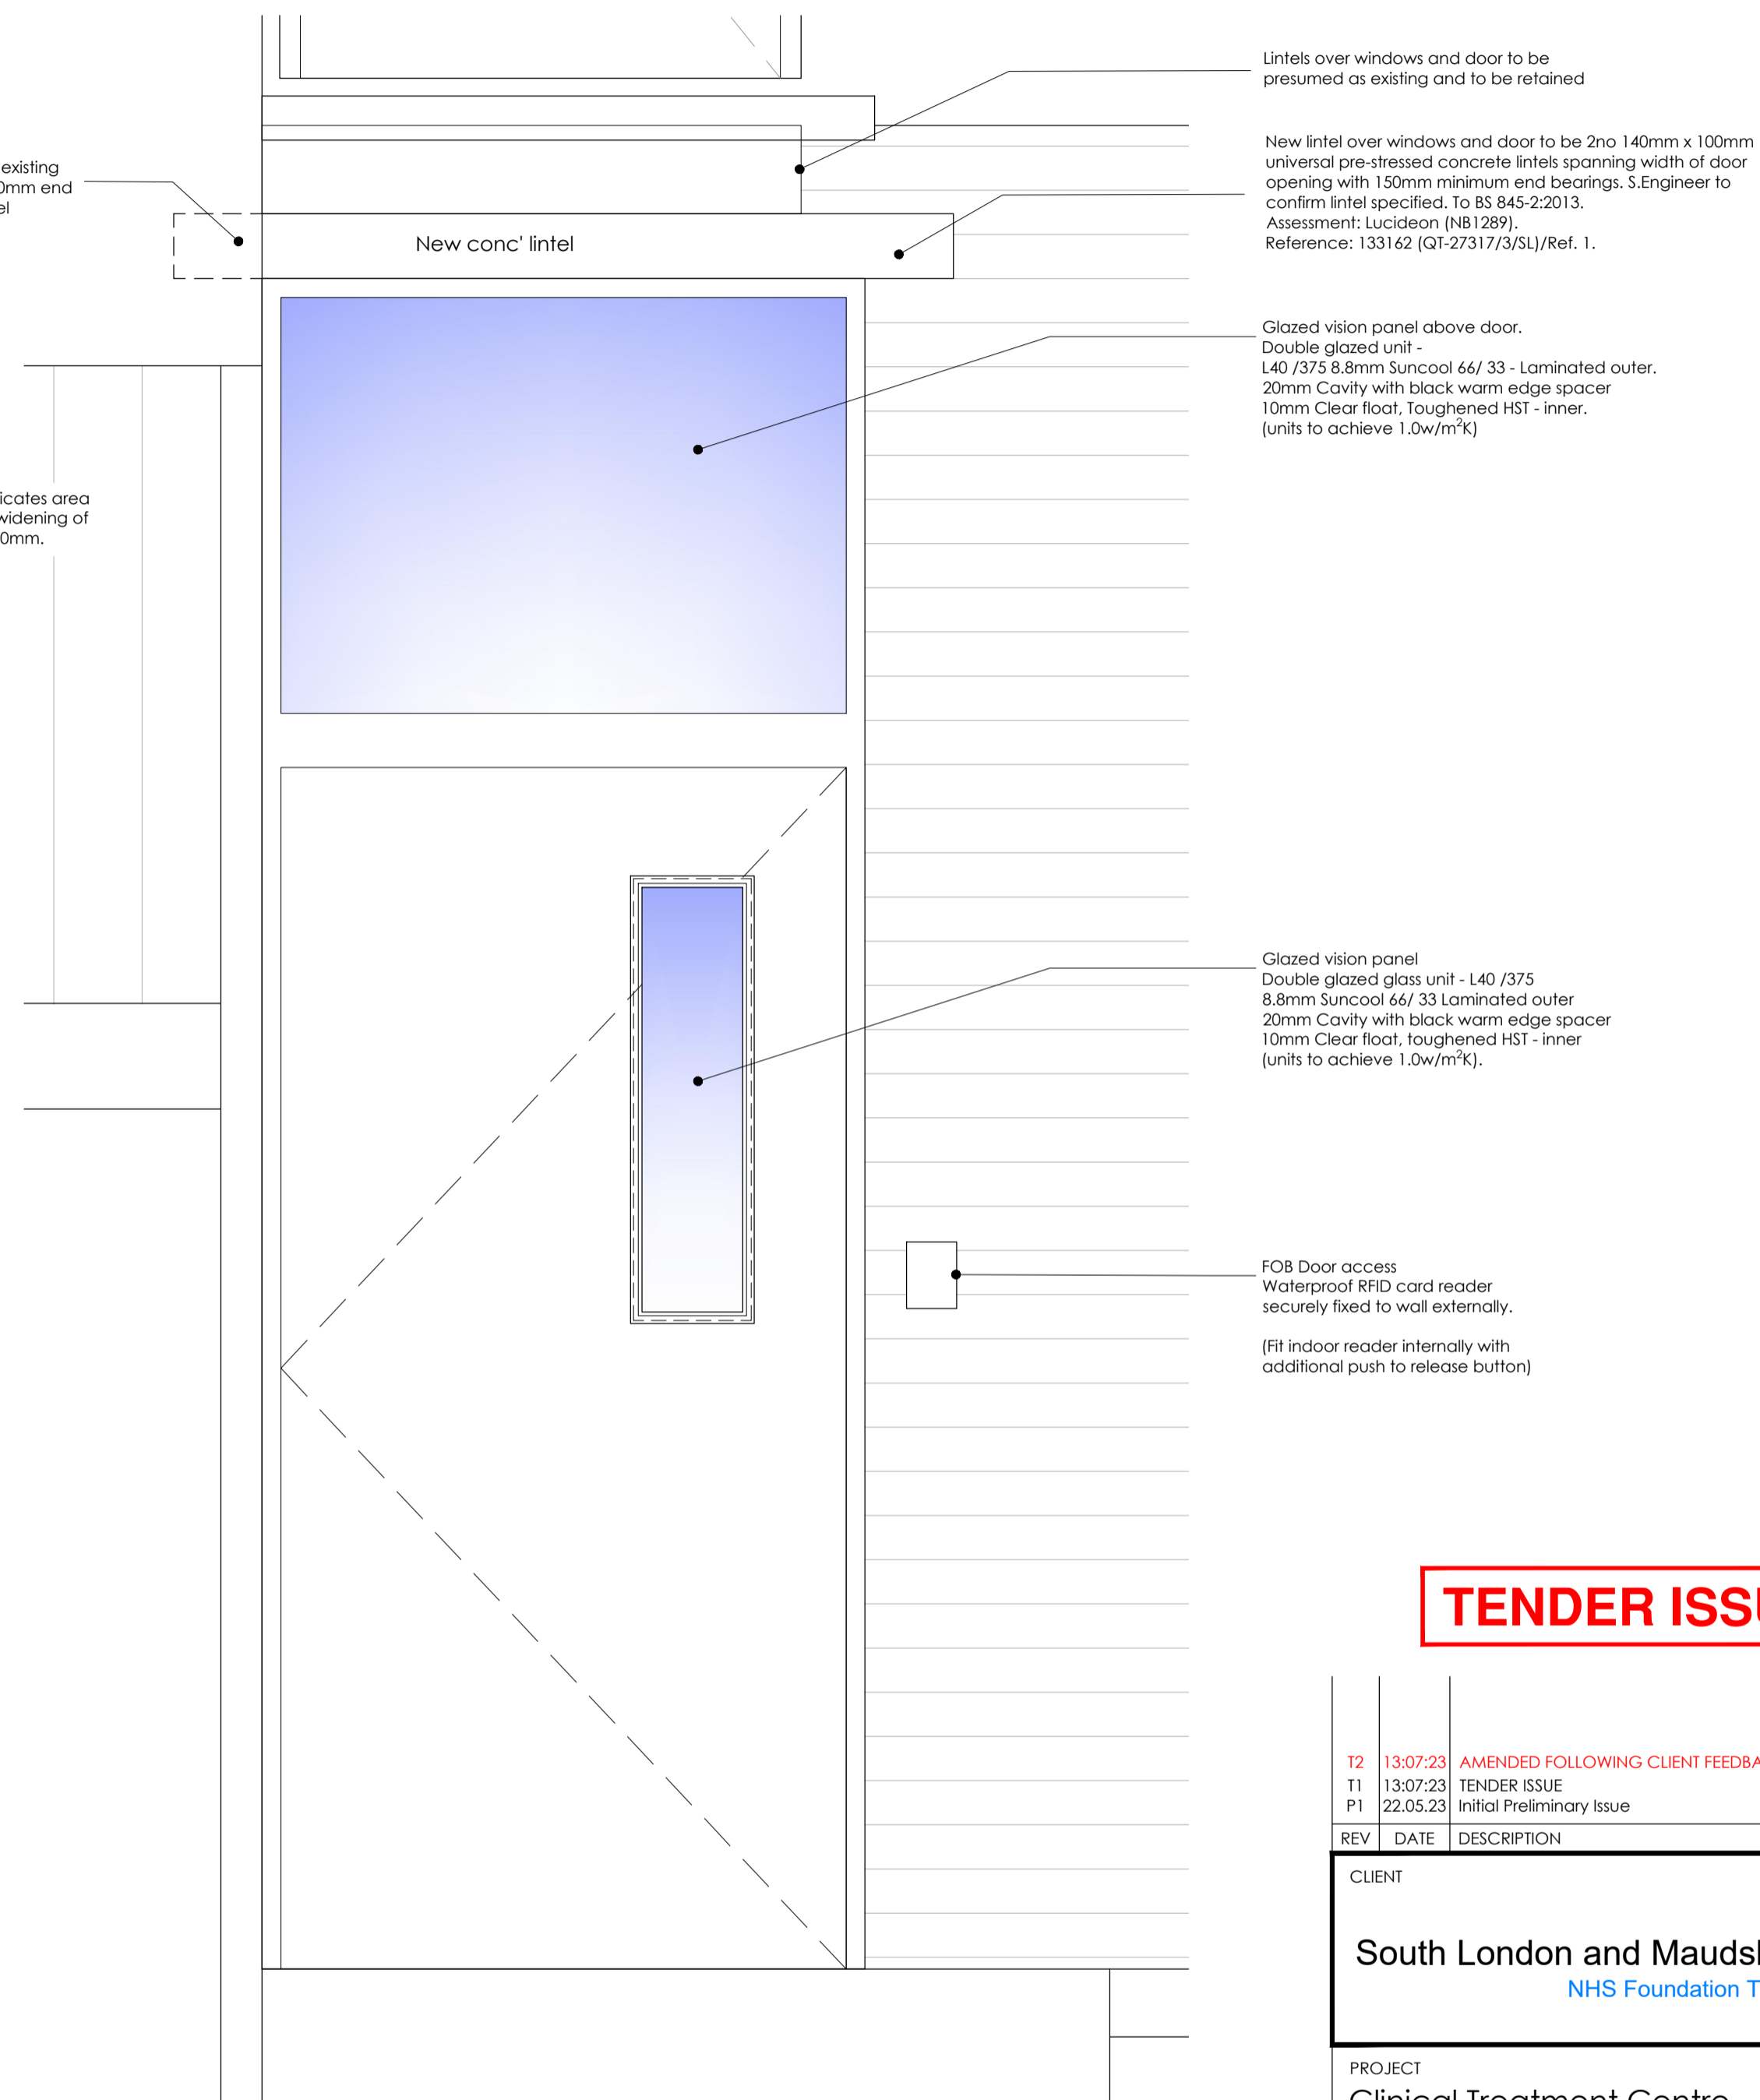 Lintels over windows and door to be
presumed as existing and to be retained
existing
0mm end
New lintel over windows and door to be 2no 140mm x 100mm
universal pre-stressed concrete lintels spanning width of door
opening with 150mm minimum end bearings. S.Engineer to
confirm lintel specified. To BS 845-2:2013.
Assessment: Lucideon (NB1289).
Reference: 133162 (QT-27317/3/SL)/Ref. 1.
New conc' lintel
Glazed vision panel above door.
Double glazed unit -
L40 /375 8.8mm Suncool 66/ 33 - Laminated outer.
20mm Cavity with black warm edge spacer
10mm Clear float, Toughened HST - inner.
(units to achieve 1.0w/m²K)
area
widening of
0mm.
Glazed vision panel
Double glazed glass unit - L40 /375
8.8mm Suncool 66/ 33 Laminated outer
20mm Cavity with black warm edge spacer
10mm Clear float, toughened HST - inner
(units to achieve 1.0w/m²K).
FOB Door access
Waterproof RFID card reader
securely fixed to wall externally.
(Fit indoor reader internally with
additional push to release button)
TENDER
T2 13:07:23 AMENDED FOLLOWING CLIENT
T1 13:07:23 TENDER ISSUE
P1 22.05.23 Initial Preliminary Issue
REV DATE DESCRIPTION
CLIENT
South London and
NHS Foundation
PROJECT
Clinical Treatment Centre